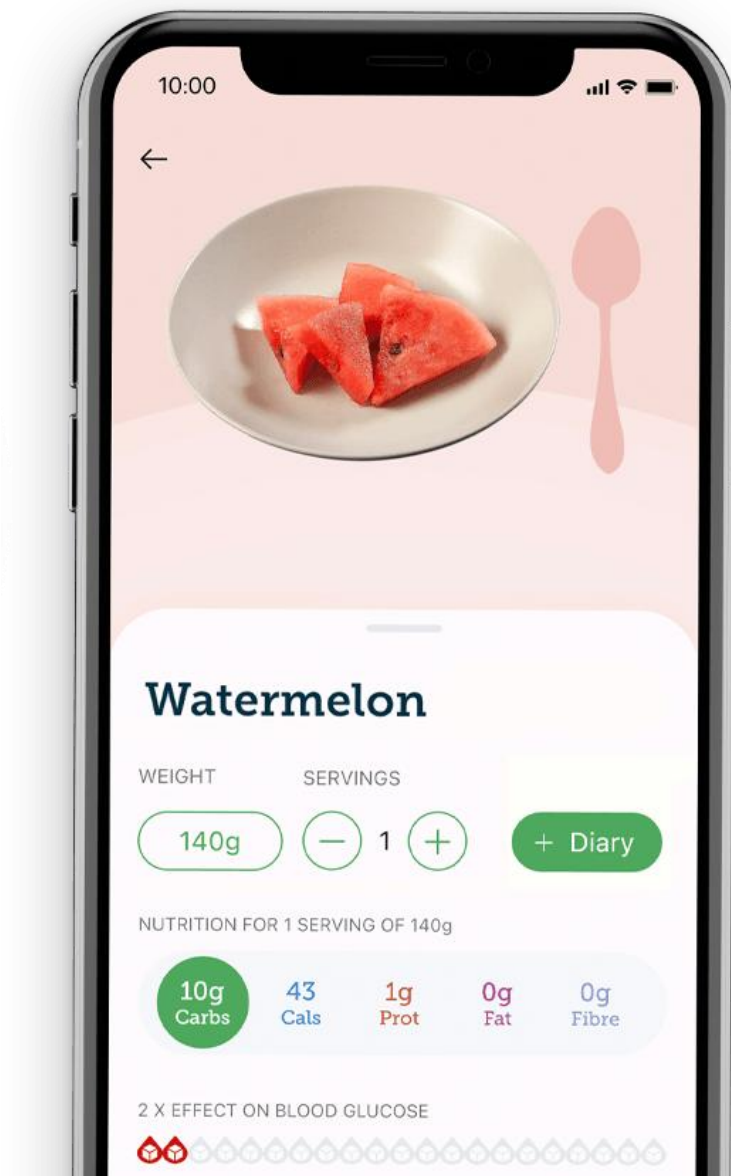 10:00
Watermelon
WEIGHT SERVINGS
140g 1 + Diary
NUTRITION FOR 1 SERVING OF 140g
10g 43 1g 0g 0g
Carbs Cals Prot Fat Fibre
2 X EFFECT ON BLOOD GLUCOSE